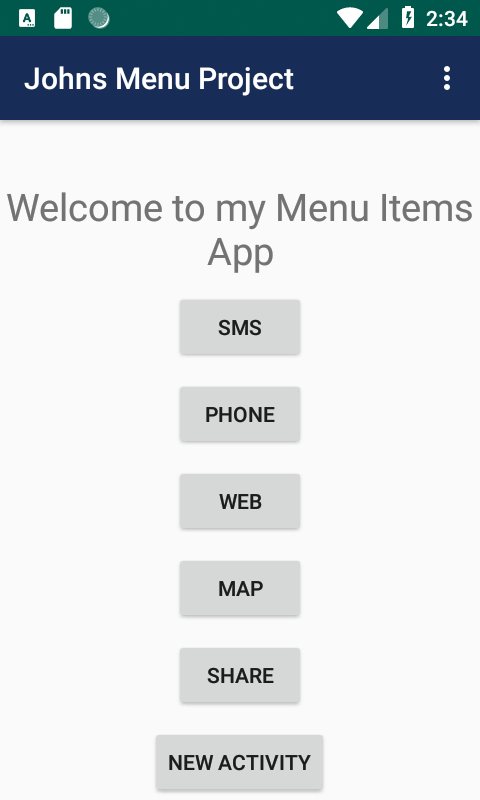 2:34
Johns Menu Project
Welcome to my Menu Items
App
SMS
PHONE
WEB
MAP
SHARE
NEW ACTIVITY